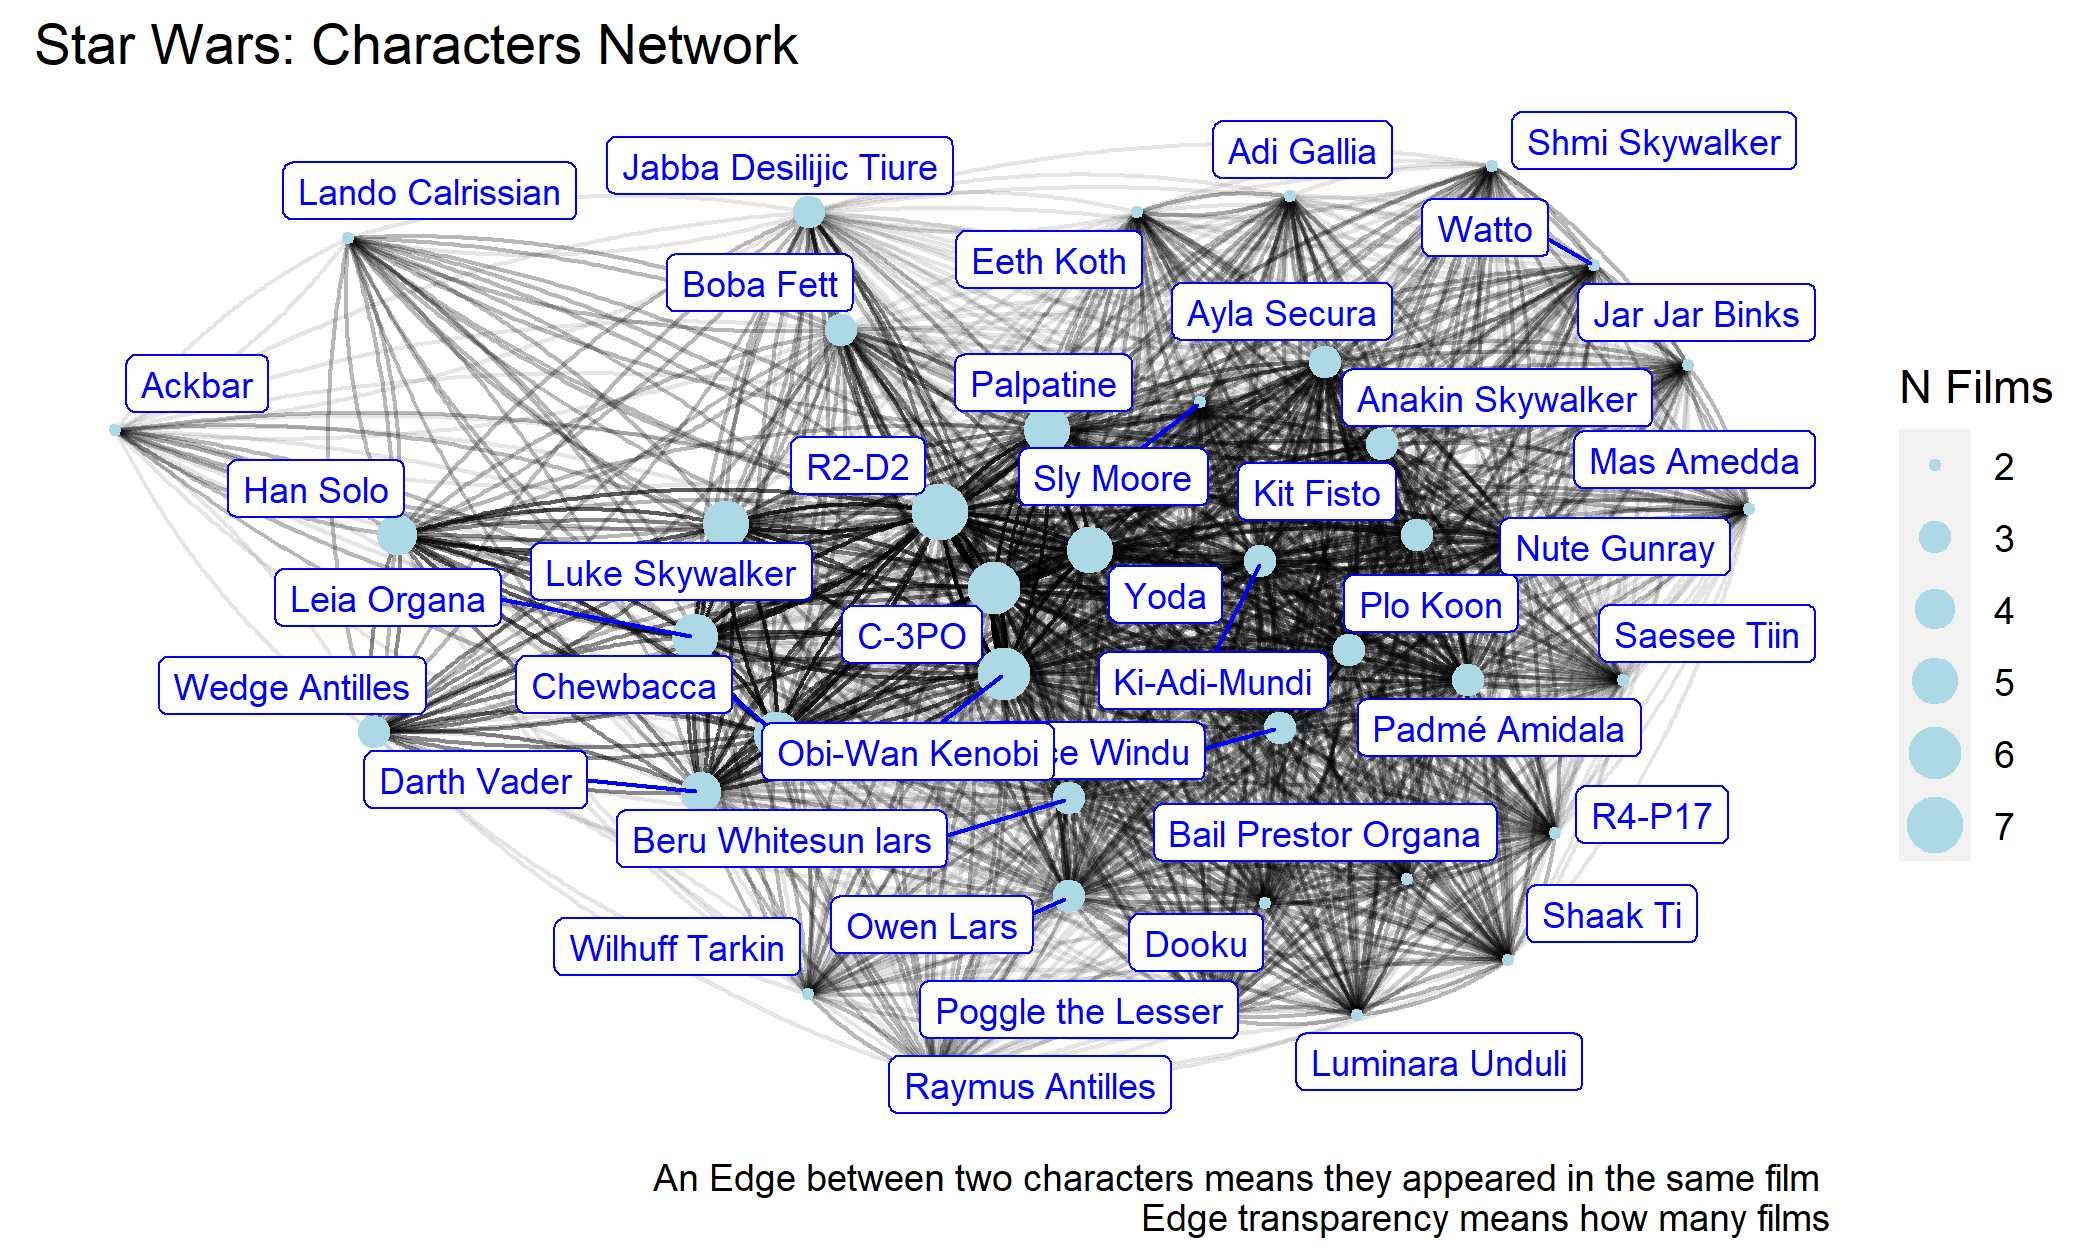 Star Wars: Characters Network
Adi Gallia
Shmi Skywalker
Jabba Desilijic Tiure
Lando Calrissian
Watto
Eeth Koth
Boba Fett
Ayla Secura
Jar Jar Binks
Ackbar
Palpatine
Anakin Skywalker
N Films
R2-D2
Mas Amedda
2
Han Solo
Sly Moore
Kit Fisto
3
Nute Gunray
Luke Skywalker
Leia Organa
Yoda
Plo Koon
4
C-3PO
Saesee Tiin
Wedge Antilles
Chewbacca
Ki-Adi-Mundi
5
Padmé Amidala
Obi-Wan Kenobi
Windu
6
Darth Vader
R4-P17
7
Beru Whitesun lars
Bail Prestor Organa
Owen Lars
Shaak Ti
Wilhuff Tarkin
Dooku
Poggle the Lesser
Luminara Unduli
Raymus Antilles
An Edge between two characters means they appeared in the same film
Edge transparency means how many films